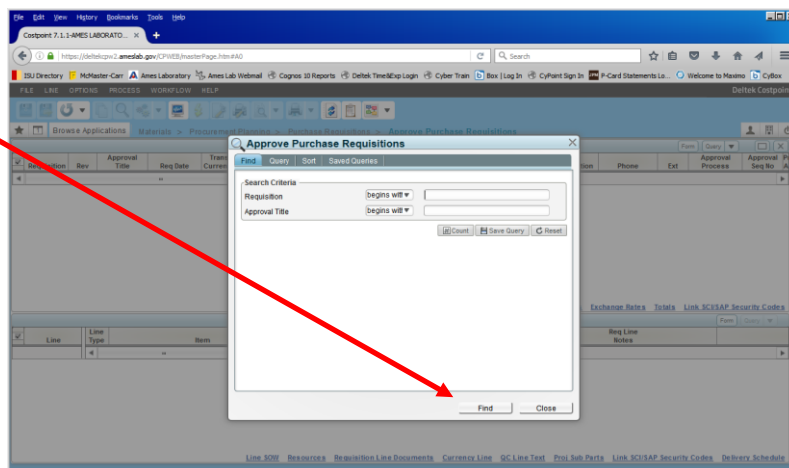 File Edit View History Bookmarks Tools Help
Costpoint 7.1.1-AMES LABORATO... × +
https://deltekcpw2.ameslab.gov/CPWEB/masterPage.htm#A0 Search
ISU Directory McMaster-Carr Ames Laboratory Ames Lab Webmail Cognos 10 Reports Deltek Time&Exp Login Cyber Train Box | Log In CyPoint Sign In P-Card Statements Lo... Welcome to Maximo CyBox
FILE LINE OPTIONS PROCESS WORKFLOW HELP Deltek Costpoin
Browse Applications Materials > Procurement Planning > Purchase Requisitions > Approve Purchase Requisitions
Approve Purchase Requisitions
Form Query
Find Query Sort Saved Queries
Requisition Rev Approval Title Req Date Phone Ext Approval Process Approval Seq No
Search Criteria
Requisition begins with
Approval Title begins with
Count Save Query Reset
Exchange Rates Totals Link SCI/SAP Security Codes
Form Query
Line Line Type Item Req Line Notes
Find Close
Line SOW Resources Requisition Line Documents Currency Line QC Line Text Proj Sub Parts Link SCI/SAP Security Codes Delivery Schedule